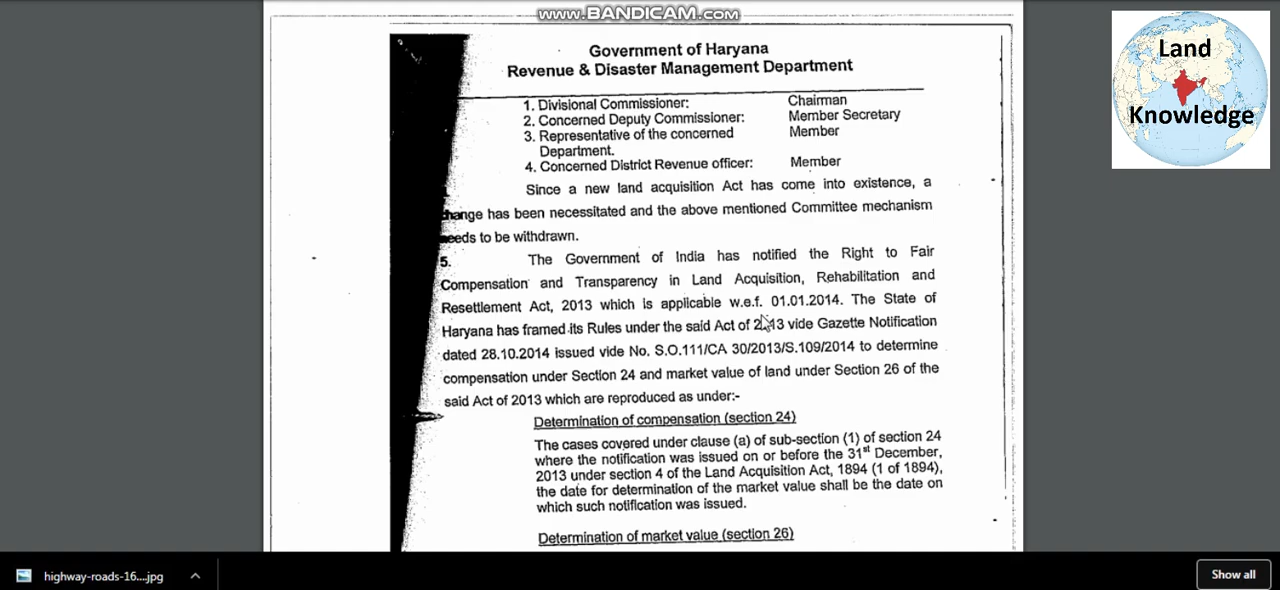 www.BANDICAM.com
Land
Knowledge
Government of Haryana
Revenue & Disaster Management Department
1. Divisional Commissioner: Chairman
2. Concerned Deputy Commissioner: Member Secretary
3. Representative of the concerned Member
Department.
4. Concerned District Revenue officer: Member
Since a new land acquisition Act has come into existence, a
hange has been necessitated and the above mentioned Committee mechanism
eeds to be withdrawn.
5. The Government of India has notified the Right to Fair
Compensation and Transparency in Land Acquisition, Rehabilitation and
Resettlement Act, 2013 which is applicable w.e.f. 01.01.2014. The State of
Haryana has framed its Rules under the said Act of 2013 vide Gazette Notification
dated 28.10.2014 issued vide No. S.O.111/CA 30/2013/S.109/2014 to determine
compensation under Section 24 and market value of land under Section 26 of the
said Act of 2013 which are reproduced as under:-
Determination of compensation (section 24)
The cases covered under clause (a) of sub-section (1) of section 24
where the notification was issued on or before the 31st December,
2013 under section 4 of the Land Acquisition Act, 1894 (1 of 1894),
the date for determination of the market value shall be the date on
which such notification was issued.
Determination of market value (section 26)
highway-roads-16....jpg
Show all